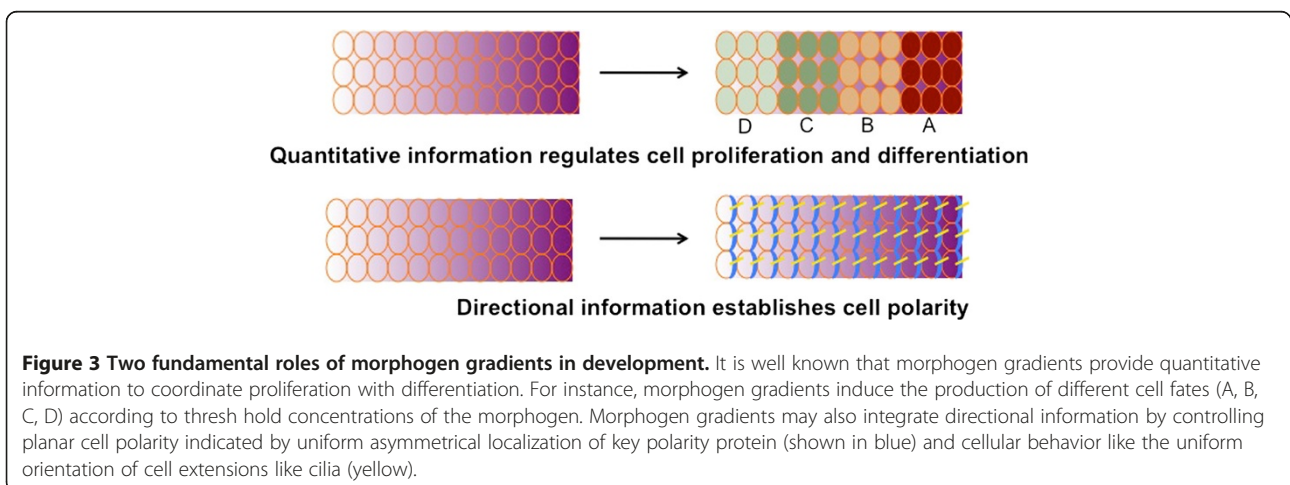 D C B A
Quantitative information regulates cell proliferation and differentiation
Directional information establishes cell polarity
Figure 3 Two fundamental roles of morphogen gradients in development. It is well known that morphogen gradients provide quantitative
information to coordinate proliferation with differentiation. For instance, morphogen gradients induce the production of different cell fates (A, B,
C, D) according to thresh hold concentrations of the morphogen. Morphogen gradients may also integrate directional information by controlling
planar cell polarity indicated by uniform asymmetrical localization of key polarity protein (shown in blue) and cellular behavior like the uniform
orientation of cell extensions like cilia (yellow).